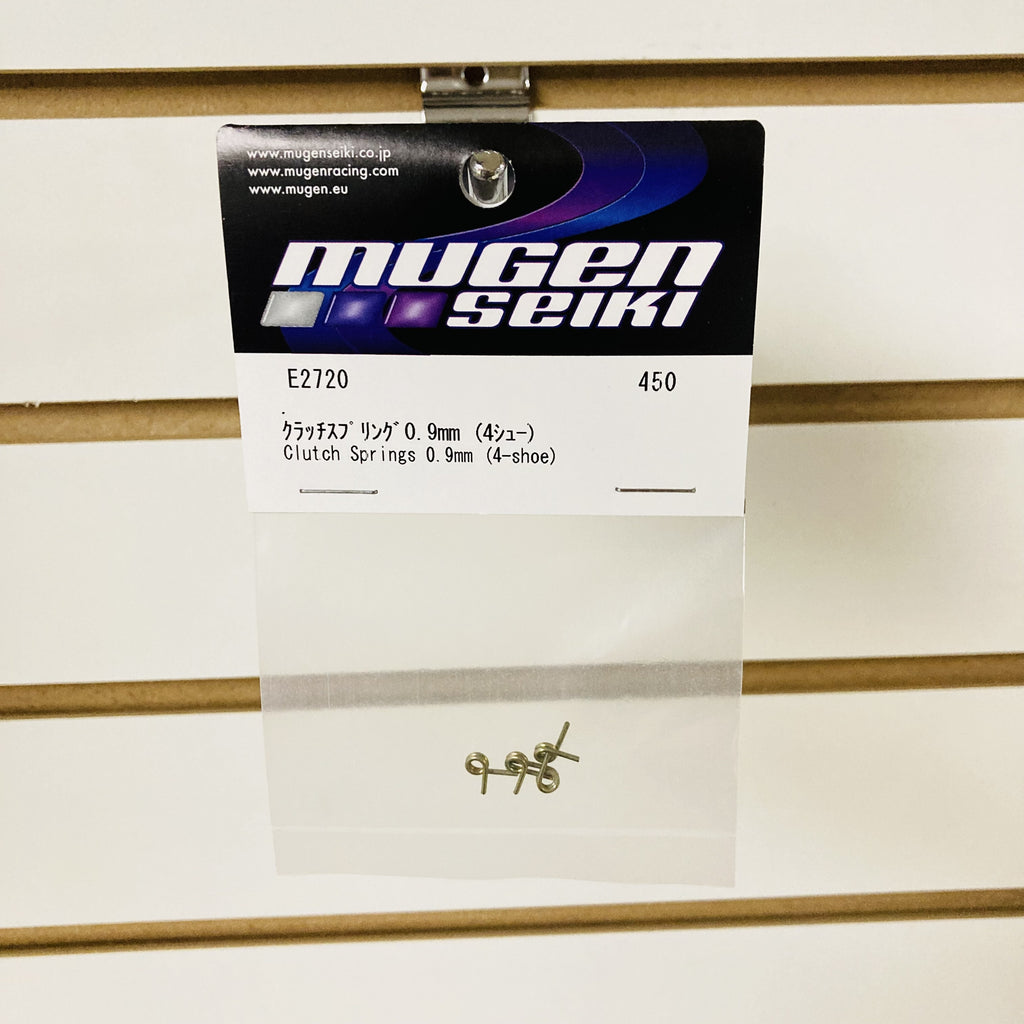 www.mugenseiki.co.jp
www.mugenracing.com
www.mugen.eu
mugen
seiki
E2720 450
ｸﾗｯﾁｽﾌﾟﾘﾝｸﾞ0.9mm (4ｼｭｰ)
Clutch Springs 0.9mm (4-shoe)